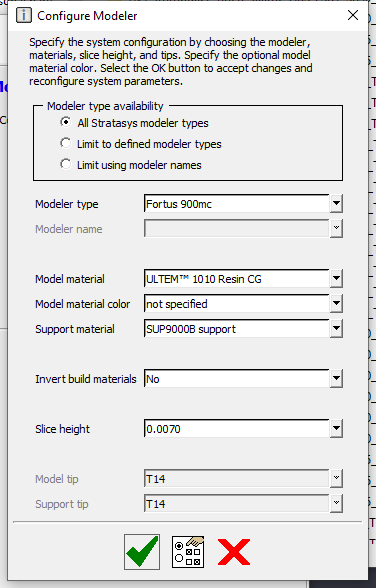 Configure Modeler
Specify the system configuration by choosing the modeler,
materials, slice height, and tips. Specify the optional model
material color. Select the OK button to accept changes and
reconfigure system parameters.
Modeler type availability
All Stratasys modeler types
Limit to defined modeler types
Limit using modeler names
Modeler type Fortus 900mc
Modeler name
Model material ULTEM™ 1010 Resin CG
Model material color not specified
Support material SUP9000B support
Invert build materials No
Slice height 0.0070
Model tip T14
Support tip T14